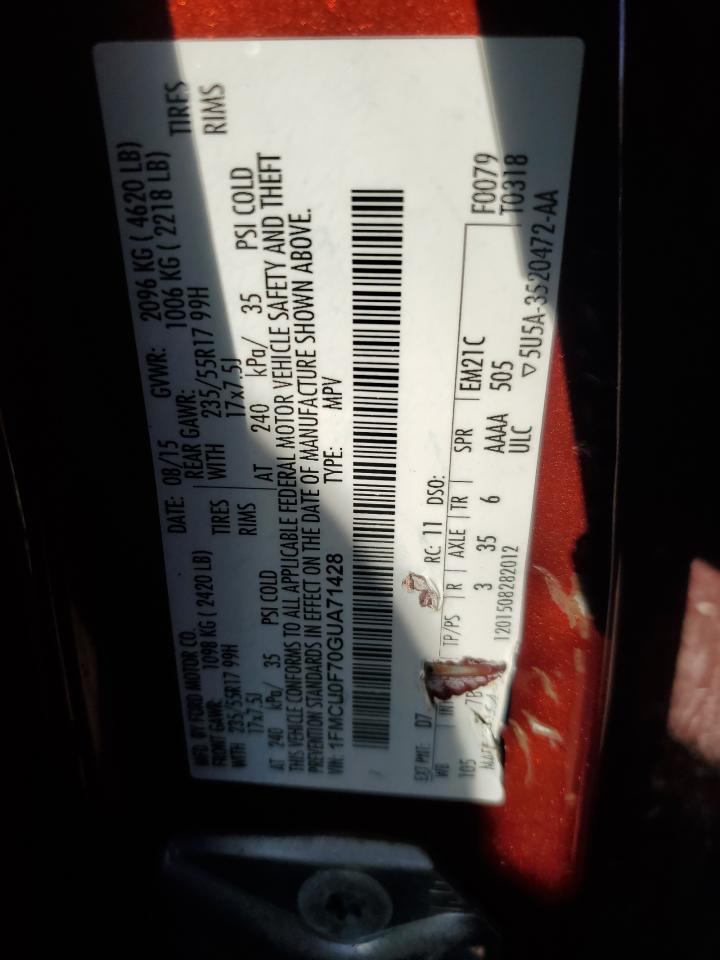 MFD BY FORD MOTOR CO. DATE: 08/15 GVWR: 2096 KG ( 4620 LB)
FRONT GAWR: 1098 KG ( 2420 LB) REAR GAWR: 1006 KG ( 2218 LB)
WITH 235/55R17 99H TIRES WITH 235/55R17 99H TIRES
17x7.5J RIMS 17x7.5J RIMS
AT 240 kPa/ 35 PSI COLD AT 240 kPa/ 35 PSI COLD
THIS VEHICLE CONFORMS TO ALL APPLICABLE FEDERAL MOTOR VEHICLE SAFETY AND THEFT
PREVENTION STANDARDS IN EFFECT ON THE DATE OF MANUFACTURE SHOWN ABOVE.
VIN: 1FMCU0F70GUA71428 TYPE: MPV
EXT PNT: D7 RC: 11 DSO: F0079
WB TP/PS R AXLE TR SPR EM21C T0318
105 3 35 6 AAAA 505
1201508282012 ULC ▽5U5A-3520472-AA